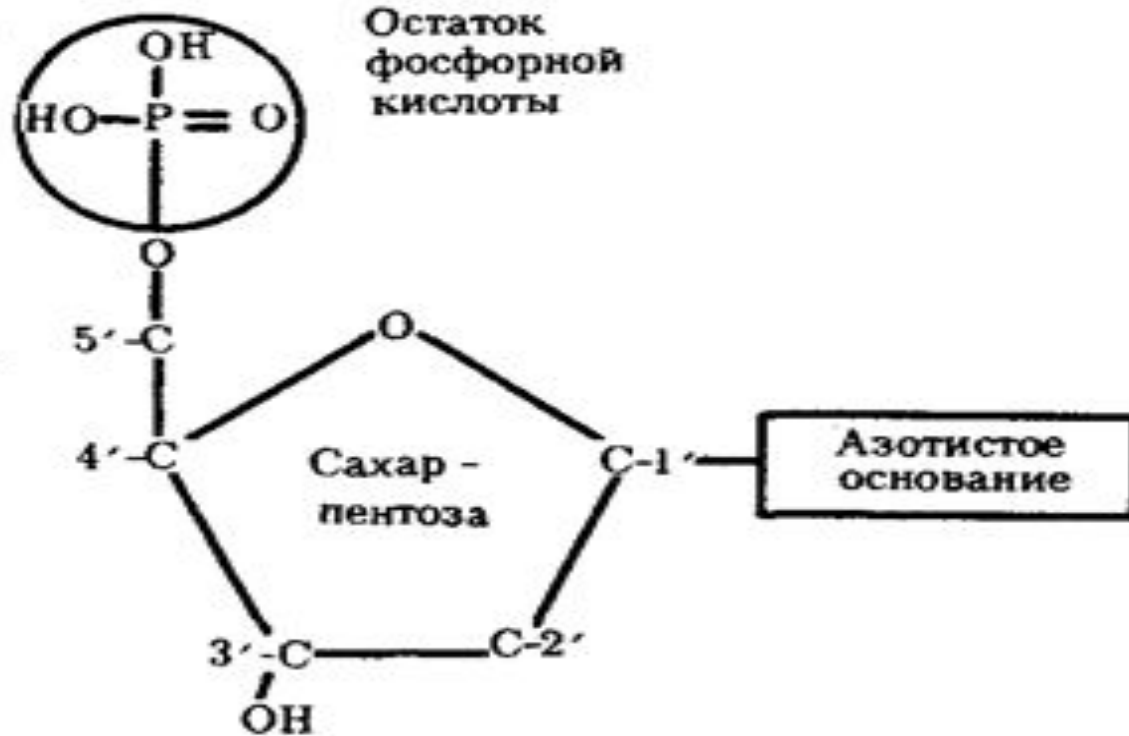 Остаток
фосфорной
кислоты
OH
HO-P=O
O
5′-C
O
4′-C
Сахар -
пентоза
C-1′
Азотистое
основание
3′-C
C-2′
OH